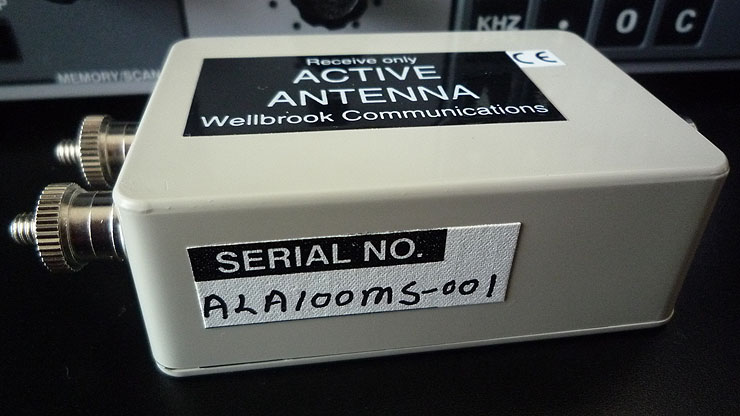 KHZ
.
0
C
MEMORY/SCAN
Receive only
CE
ACTIVE
ANTENNA
Wellbrook Communications
SERIAL NO.
ALA100MS-001